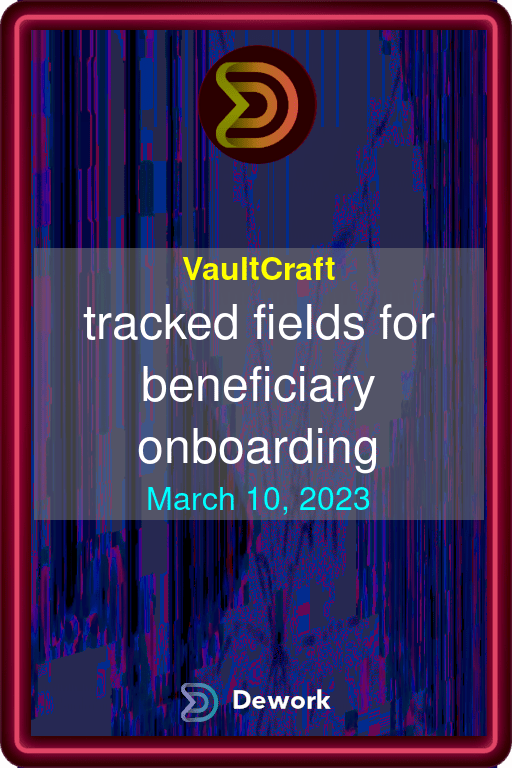 VaultCraft
tracked fields for
beneficiary
onboarding
March 10, 2023
Dework